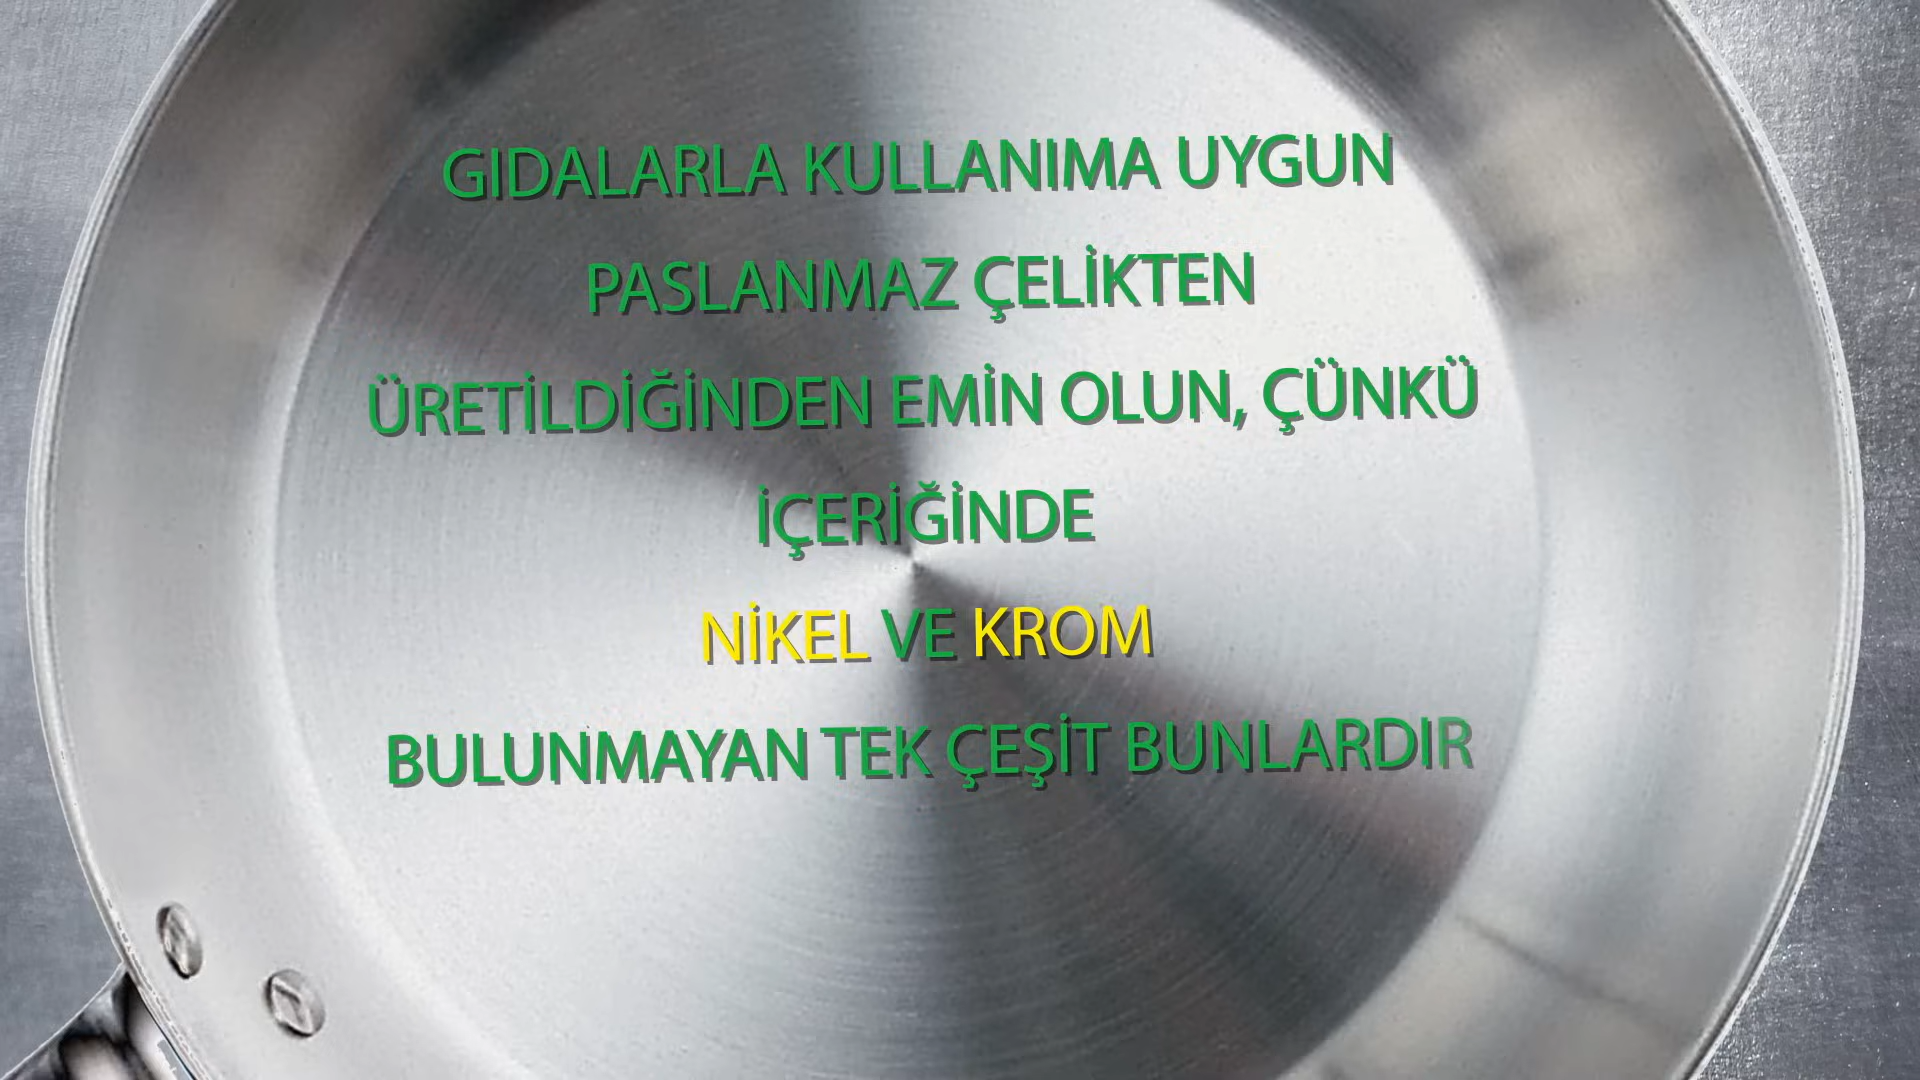 GIDALARLA KULLANIMA UYGUN
PASLANMAZ ÇELİKTEN
ÜRETİLDİĞİNDEN EMİN OLUN, ÇÜNKÜ
İÇERİĞİNDE
NİKEL VE KROM
BULUNMAYAN TEK ÇEŞİT BUNLARDIR